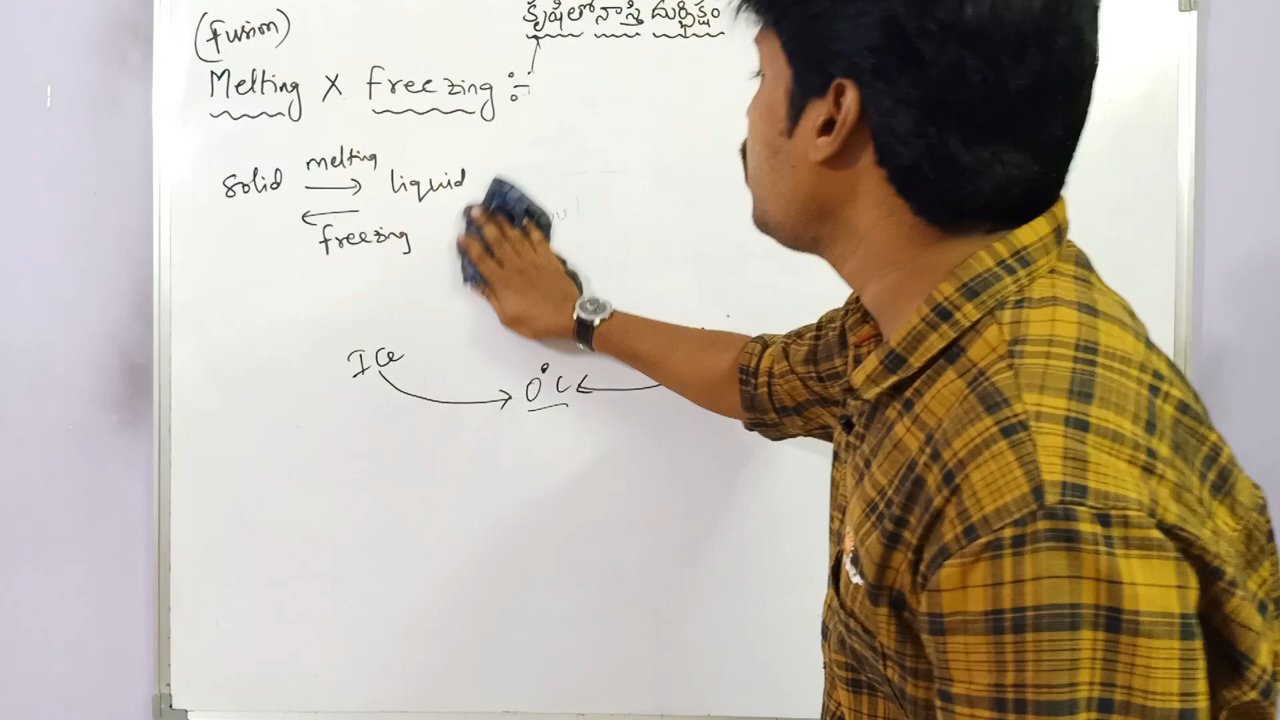 కృషిలో నాస్తి దుర్భిక్షం
(Fusion)
Melting X freezing :-
melting
solid → liquid
←
freezing
Ice → 0°C ←